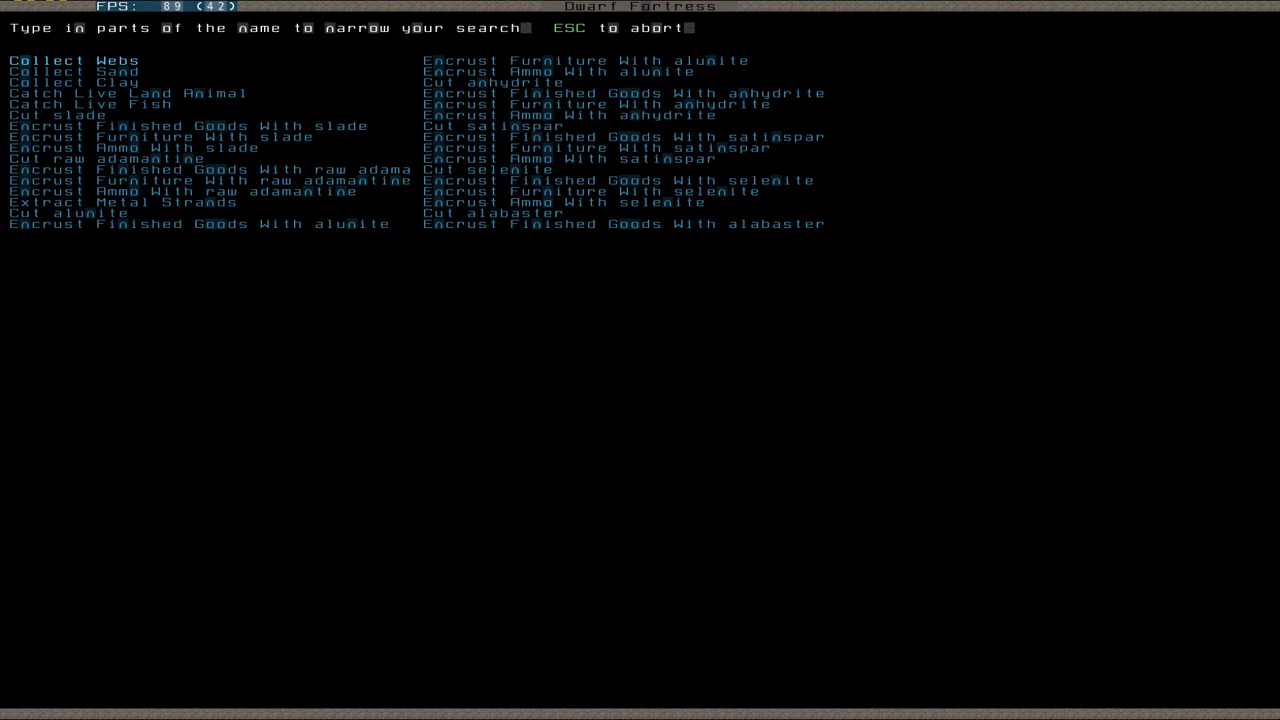 FPS: 89 (42)
Dwarf Fortress
Type in parts of the name to narrow your search  ESC to abort
Collect Webs
Collect Sand
Collect Clay
Catch Live Land Animal
Catch Live Fish
Cut slade
Encrust Finished Goods With slade
Encrust Furniture With slade
Encrust Ammo With slade
Cut raw adamantine
Encrust Finished Goods With raw adama
Encrust Furniture With raw adamantine
Encrust Ammo With raw adamantine
Extract Metal Strands
Cut alunite
Encrust Finished Goods With alunite
Encrust Furniture With alunite
Encrust Ammo With alunite
Cut anhydrite
Encrust Finished Goods With anhydrite
Encrust Furniture With anhydrite
Encrust Ammo With anhydrite
Cut satinspar
Encrust Finished Goods With satinspar
Encrust Furniture With satinspar
Encrust Ammo With satinspar
Cut selenite
Encrust Finished Goods With selenite
Encrust Furniture With selenite
Encrust Ammo With selenite
Cut alabaster
Encrust Finished Goods With alabaster